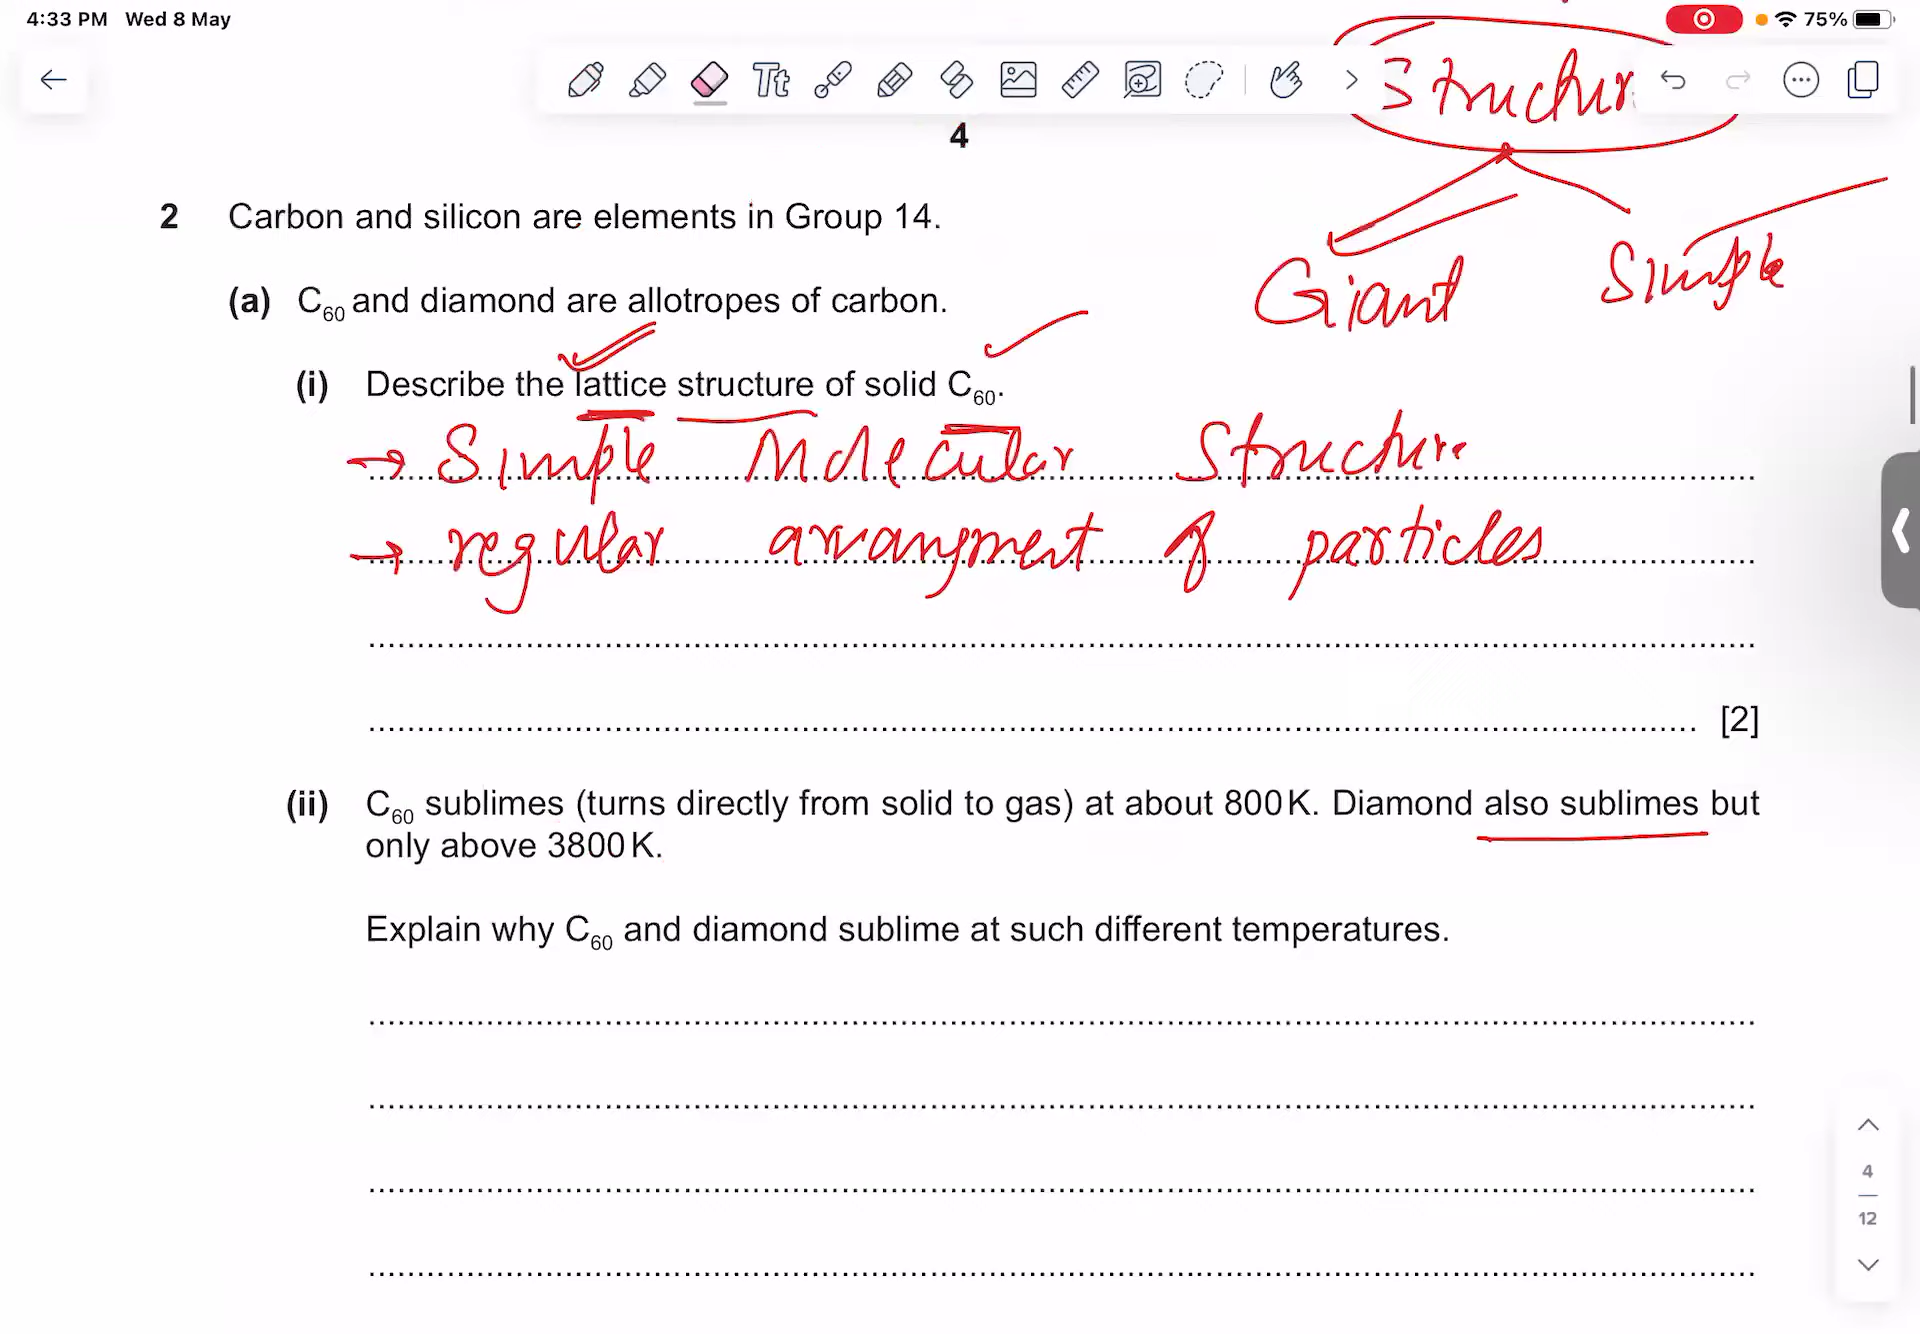 4:33 PM Wed 8 May
75%
Structur
4
2 Carbon and silicon are elements in Group 14.
Giant Simple
(a) C60 and diamond are allotropes of carbon.
(i) Describe the lattice structure of solid C60.
→ Simple Molecular Structure
→ regular arrangment of particles
[2]
(ii) C60 sublimes (turns directly from solid to gas) at about 800 K. Diamond also sublimes but
only above 3800 K.
Explain why C60 and diamond sublime at such different temperatures.
4
12